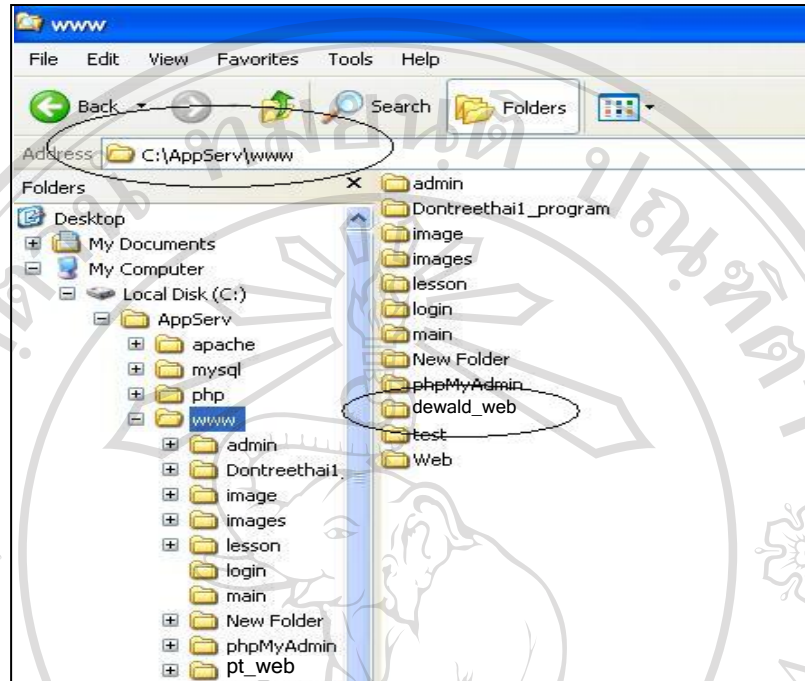 www
File Edit View Favorites Tools Help
Back Search Folders
Address C:\AppServ\www
Folders
Desktop
My Documents
My Computer
Local Disk (C:)
AppServ
apache
mysql
php
www
admin
Dontreethai1_
image
images
lesson
login
main
New Folder
phpMyAdmin
pt_web
admin
Dontreethai1_program
image
images
lesson
login
main
New Folder
phpMyAdmin
dewald_web
test
Web